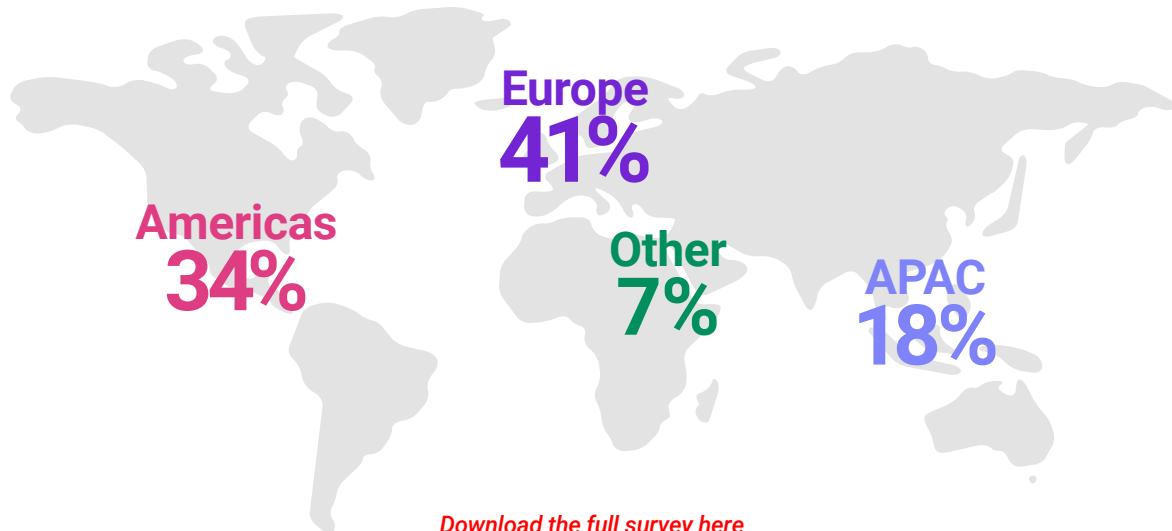 Europe
41%
Americas
34%
Other
7%
APAC
18%
Download the full survey here